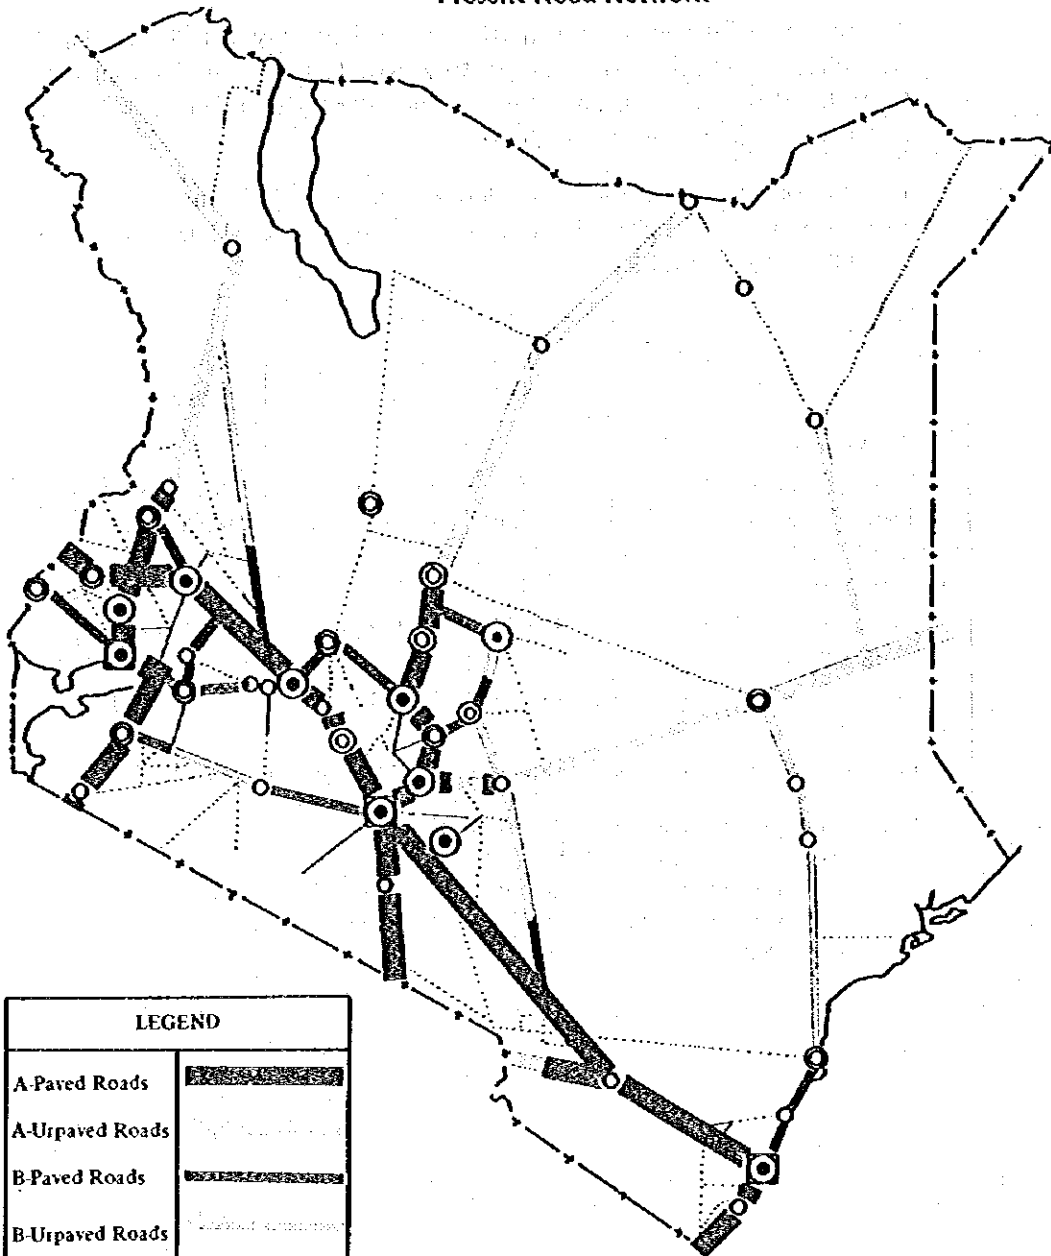 Present Road Network
LEGEND
A-Paved Roads
A-Urpaved Roads
B-Paved Roads
B-Urpaved Roads